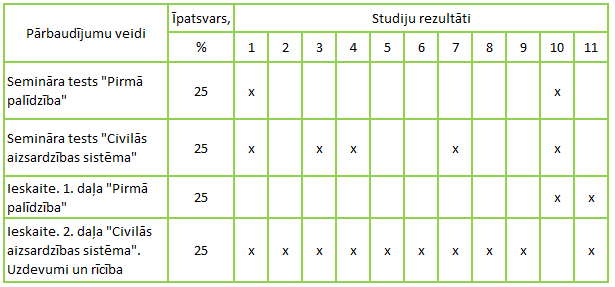 Pārbaudījumu veidi Īpatsvars, Studiju rezultāti
% 1 2 3 4 5 6 7 8 9 10 11
Semināra tests "Pirmā
palīdzība" 25 x x
Semināra tests "Civilās
aizsardzības sistēma" 25 x x x x x
Ieskaite. 1. daļa "Pirmā
palīdzība" 25 x x
Ieskaite. 2. daļa "Civilās
aizsardzības sistēma". 25 x x x x x x x x x x
Uzdevumi un rīcība